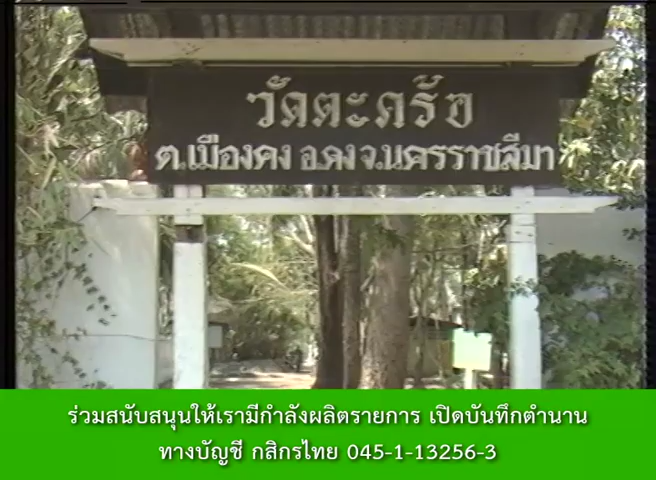 วัดตะคร้อ
ต.เมืองคง อ.คง จ.นครราชสีมา
ร่วมสนับสนุนให้เรามีกำลังผลิตรายการ เปิดบันทึกตำนาน
ทางบัญชี กสิกรไทย 045-1-13256-3